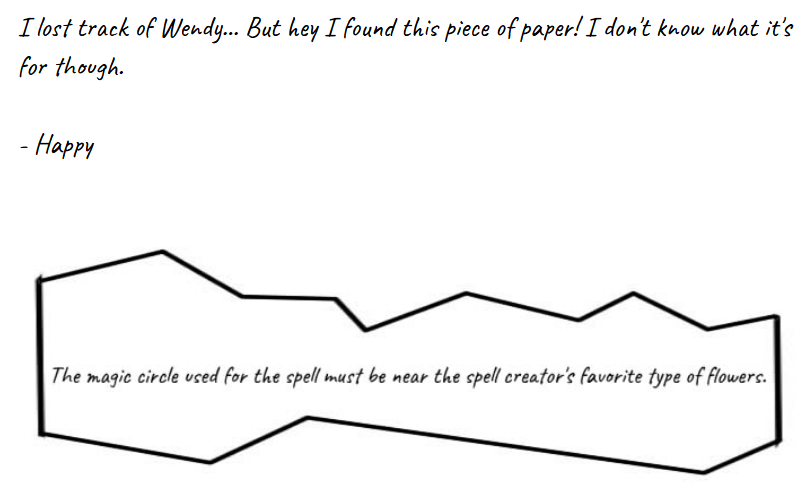 I lost track of Wendy... But hey I found this piece of paper! I don't know what it's
for though.
- Happy
The magic circle used for the spell must be near the spell creator's favorite type of flowers.